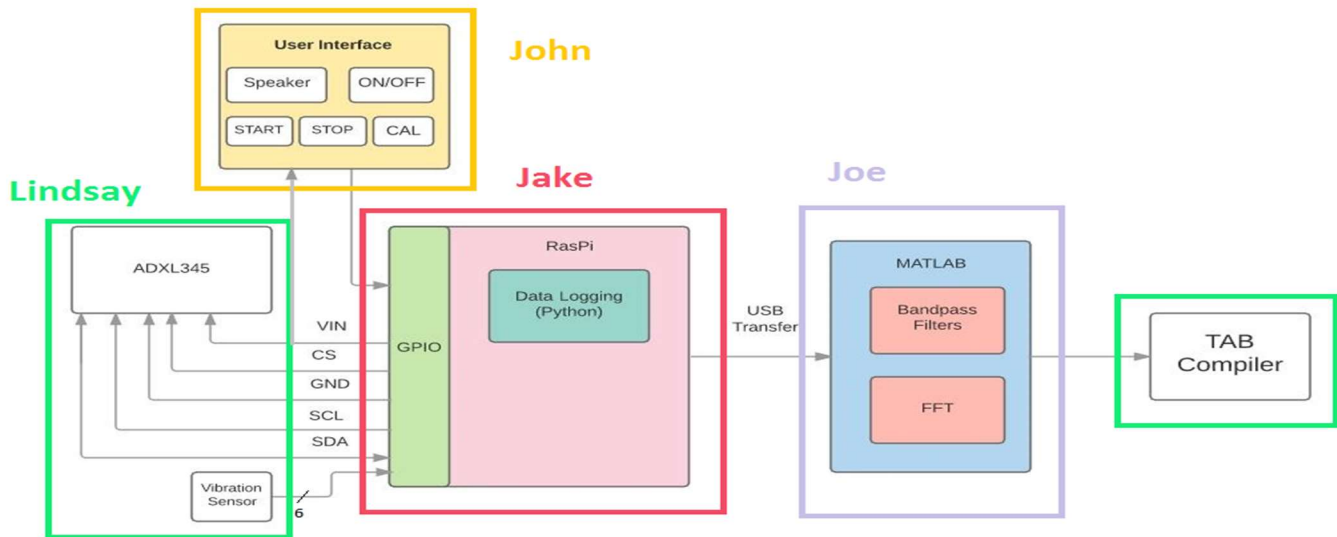 User Interface
Speaker
ON/OFF
START
STOP
CAL
John
Lindsay
Jake
Joe
ADXL345
VIN
CS
GND
SCL
SDA
Vibration
Sensor
6
GPIO
RasPi
Data Logging
(Python)
USB
Transfer
MATLAB
Bandpass
Filters
FFT
TAB
Compiler